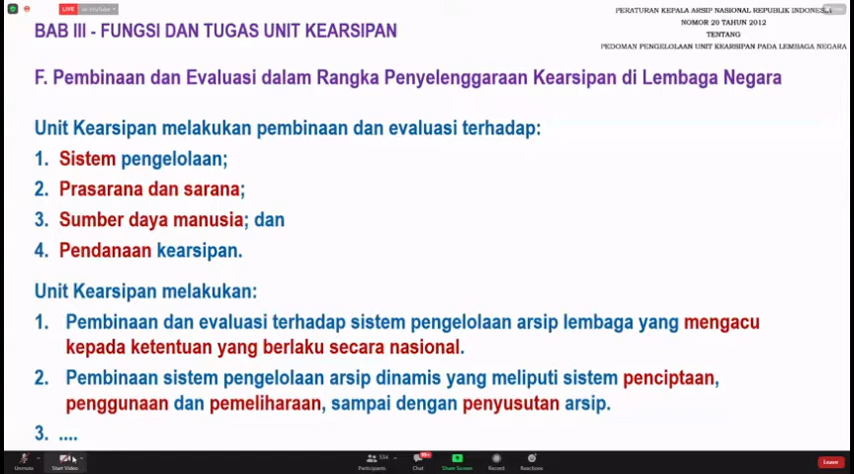 LIVE on YouTube
PERATURAN KEPALA ARSIP NASIONAL REPUBLIK INDONESIA
NOMOR 20 TAHUN 2012
TENTANG
PEDOMAN PENGELOLAAN UNIT KEARSIPAN PADA LEMBAGA NEGARA
BAB III - FUNGSI DAN TUGAS UNIT KEARSIPAN
F. Pembinaan dan Evaluasi dalam Rangka Penyelenggaraan Kearsipan di Lembaga Negara
Unit Kearsipan melakukan pembinaan dan evaluasi terhadap:
1. Sistem pengelolaan;
2. Prasarana dan sarana;
3. Sumber daya manusia; dan
4. Pendanaan kearsipan.
Unit Kearsipan melakukan:
1. Pembinaan dan evaluasi terhadap sistem pengelolaan arsip lembaga yang mengacu
kepada ketentuan yang berlaku secara nasional.
2. Pembinaan sistem pengelolaan arsip dinamis yang meliputi sistem penciptaan,
penggunaan dan pemeliharaan, sampai dengan penyusutan arsip.
3. ....
Unmute
Start Video
554
Participants
99+
Chat
Share Screen
Record
Reactions
Leave